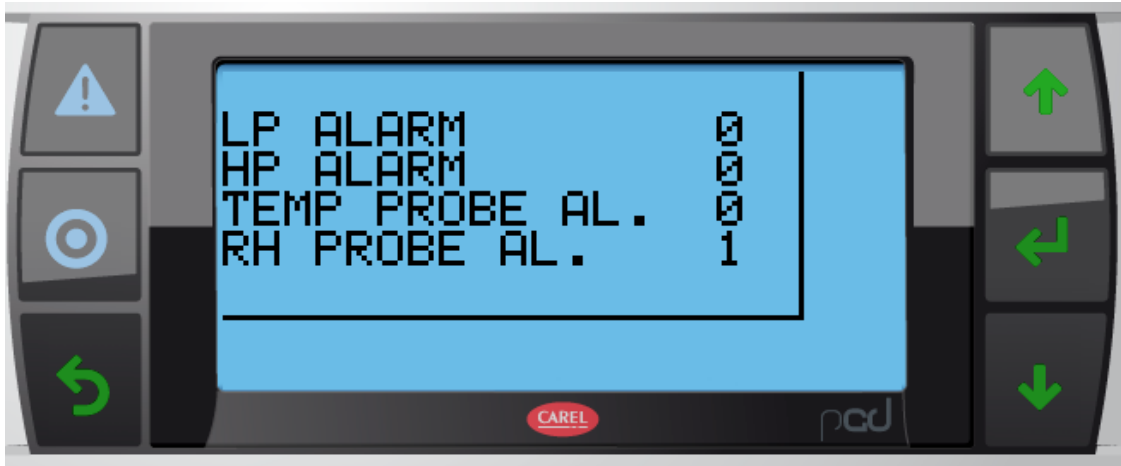 LP ALARM 0
HP ALARM 0
TEMP PROBE AL. 0
RH PROBE AL. 1
CAREL
pGD